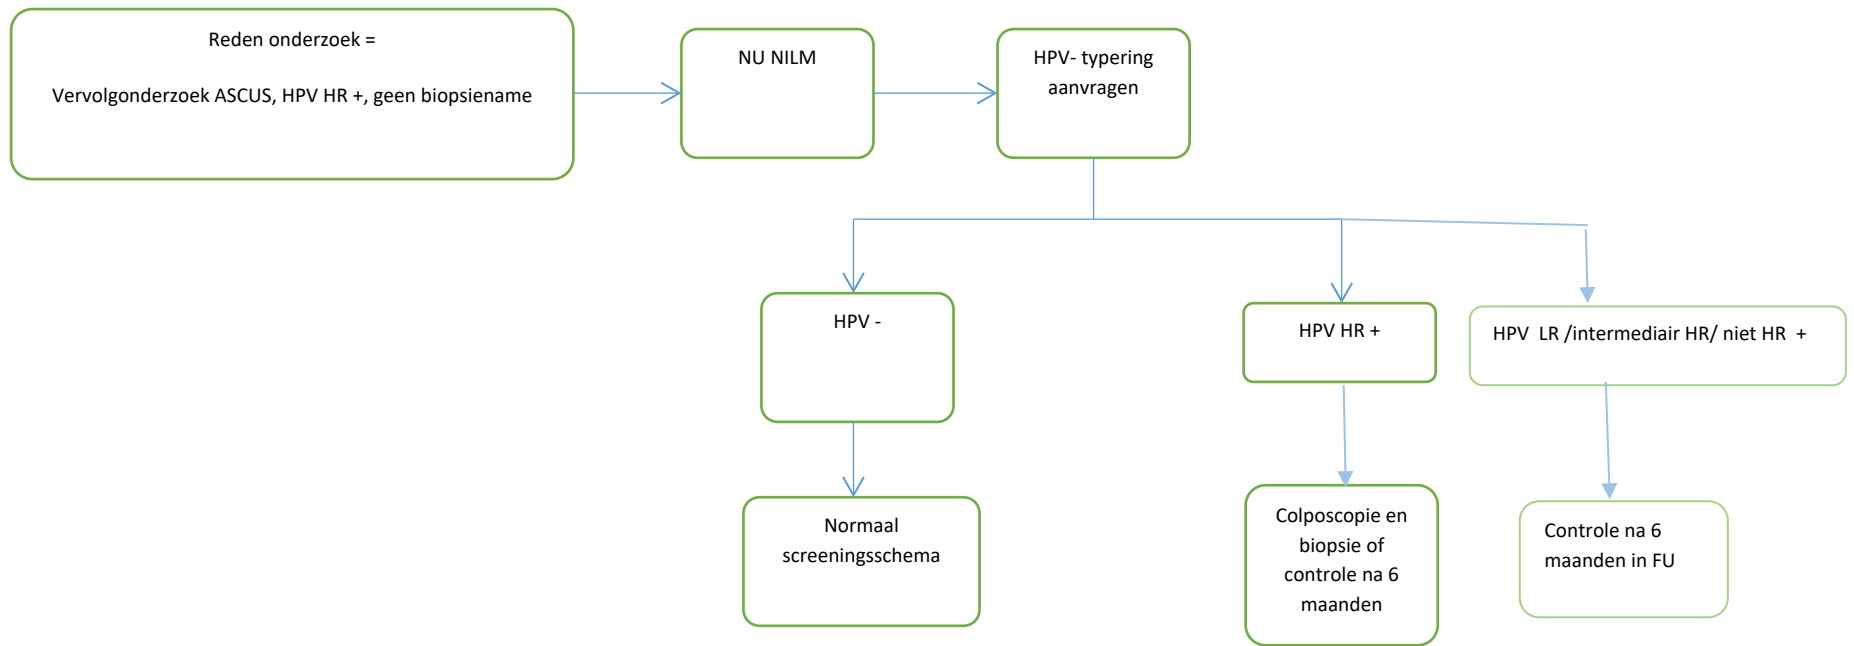 Reden onderzoek =
Vervolgonderzoek ASCUS, HPV HR +, geen biopsiename
NU NILM
HPV- typering
aanvragen
HPV -
HPV HR +
HPV LR /intermediair HR/ niet HR +
Normaal
screeningsschema
Colposcopie en
biopsie of
controle na 6
maanden
Controle na 6
maanden in FU